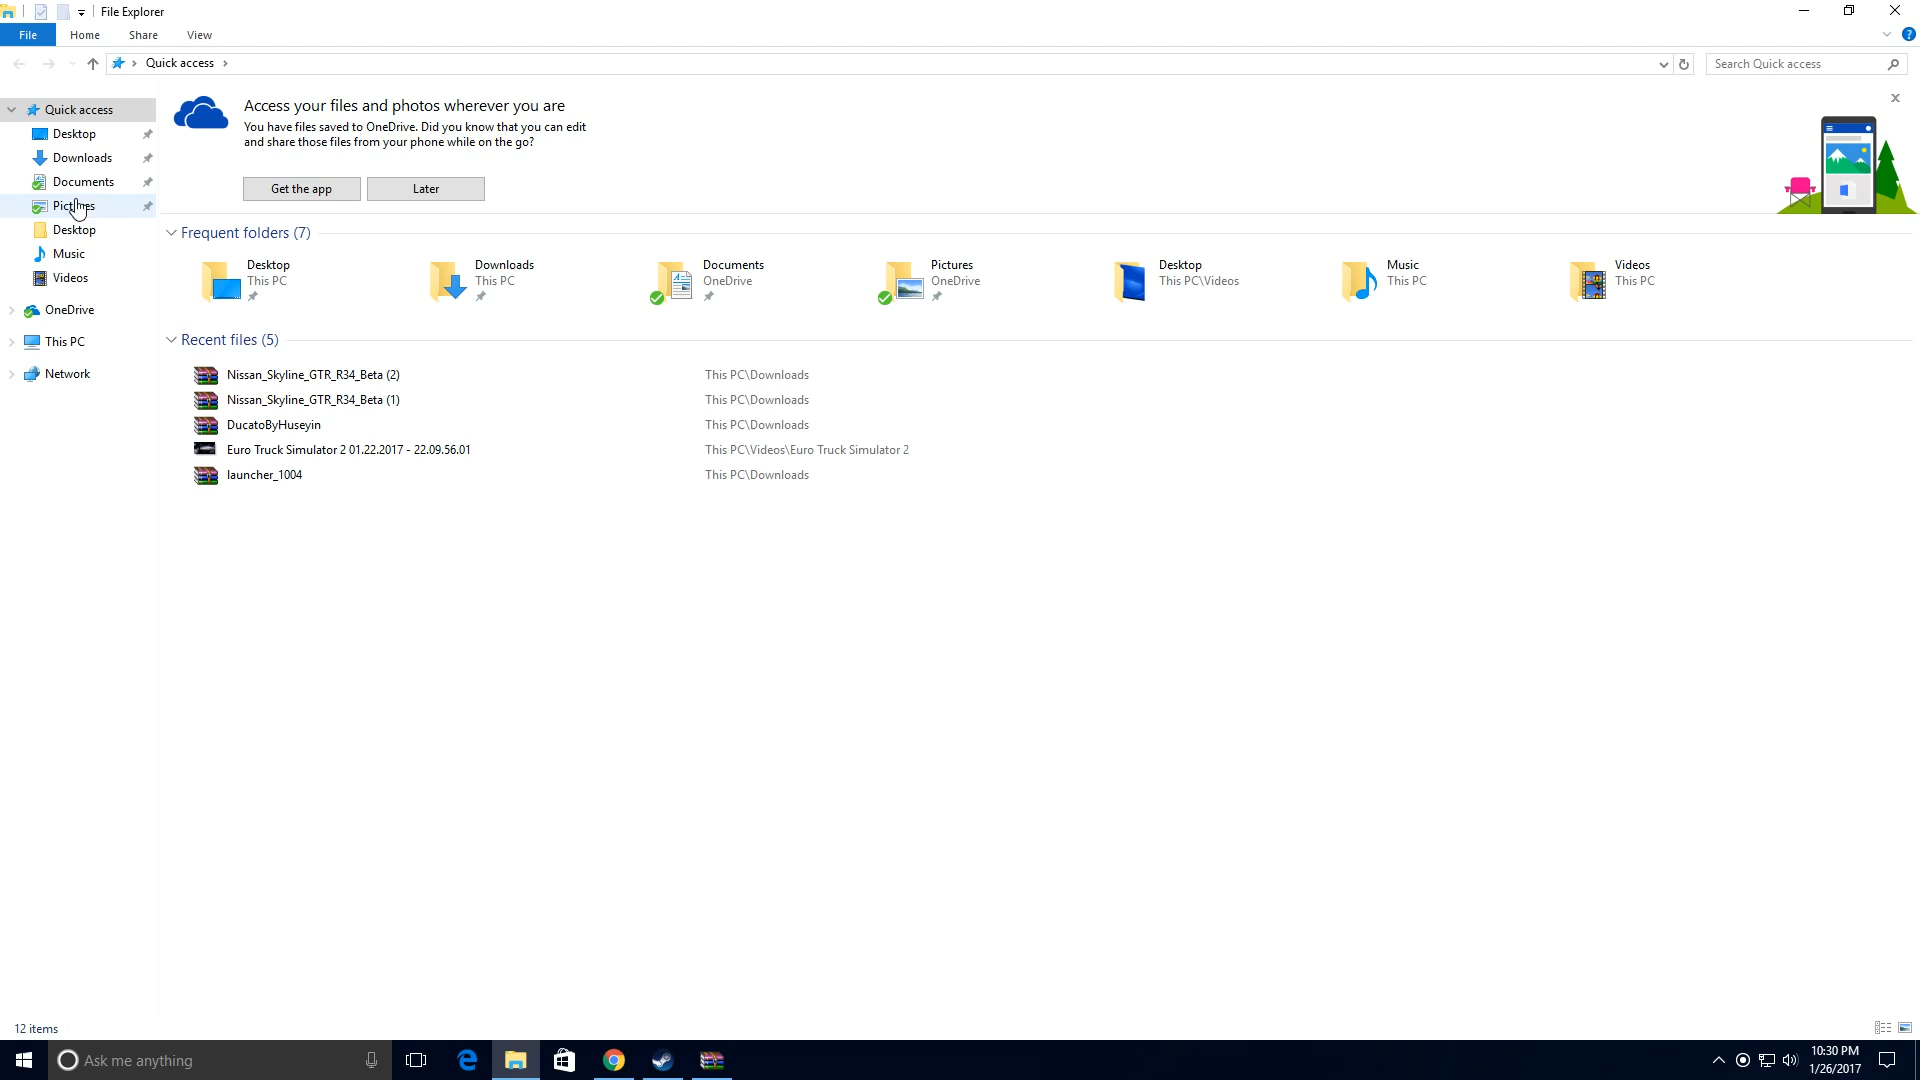 File Explorer
File Home Share View
Quick access
Search Quick access
Quick access
Desktop
Downloads
Documents
Pictures
Desktop
Music
Videos
OneDrive
This PC
Network
Access your files and photos wherever you are
You have files saved to OneDrive. Did you know that you can edit
and share those files from your phone while on the go?
Get the app Later
Frequent folders (7)
Desktop
This PC
Downloads
This PC
Documents
OneDrive
Pictures
OneDrive
Desktop
This PC\Videos
Music
This PC
Videos
This PC
Recent files (5)
Nissan_Skyline_GTR_R34_Beta (2) This PC\Downloads
Nissan_Skyline_GTR_R34_Beta (1) This PC\Downloads
DucatoByHuseyin This PC\Downloads
Euro Truck Simulator 2 01.22.2017 - 22.09.56.01 This PC\Videos\Euro Truck Simulator 2
launcher_1004 This PC\Downloads
12 items
Ask me anything
10:30 PM
1/26/2017